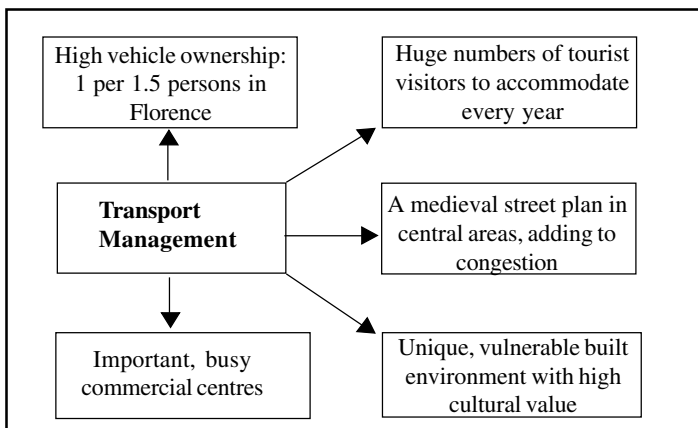 High vehicle ownership:
1 per 1.5 persons in
Florence
Huge numbers of tourist
visitors to accommodate
every year
Transport
Management
A medieval street plan in
central areas, adding to
congestion
Important, busy
commercial centres
Unique, vulnerable built
environment with high
cultural value